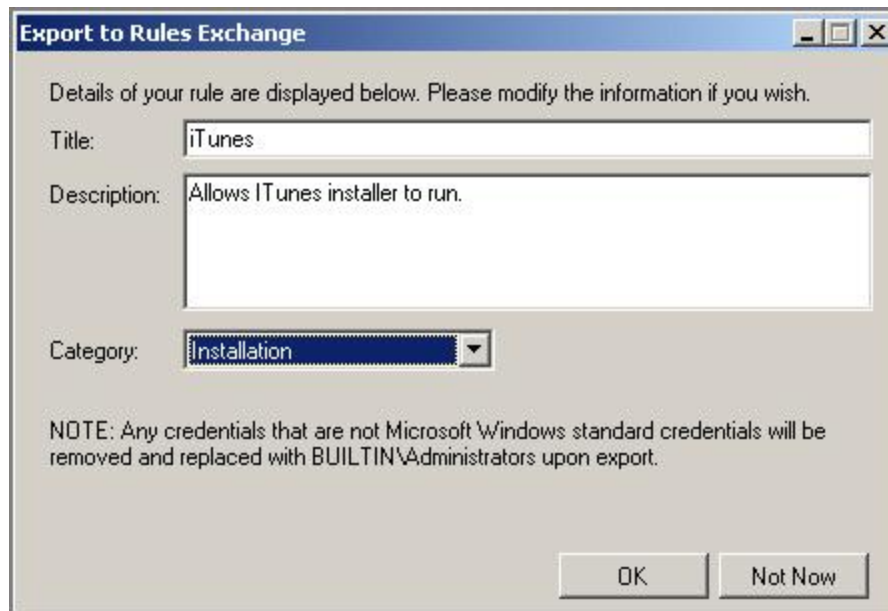 Export to Rules Exchange
Details of your rule are displayed below. Please modify the information if you wish.
Title: iTunes
Description: Allows ITunes installer to run.
Category: Installation
NOTE: Any credentials that are not Microsoft Windows standard credentials will be
removed and replaced with BUILTIN\Administrators upon export.
OK Not Now